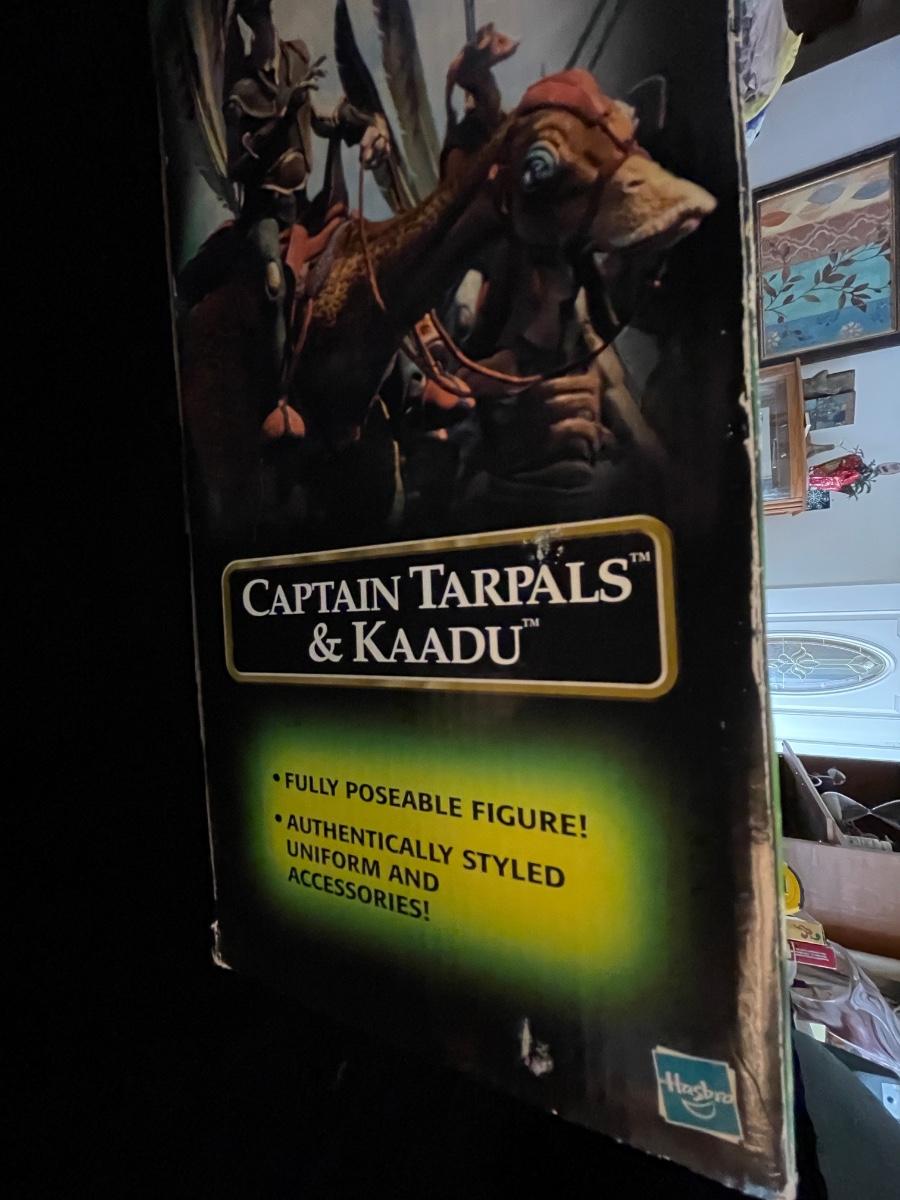 CAPTAIN TARPALS™
& KAADU™
• FULLY POSEABLE FIGURE!
• AUTHENTICALLY STYLED
UNIFORM AND
ACCESSORIES!
Hasbro